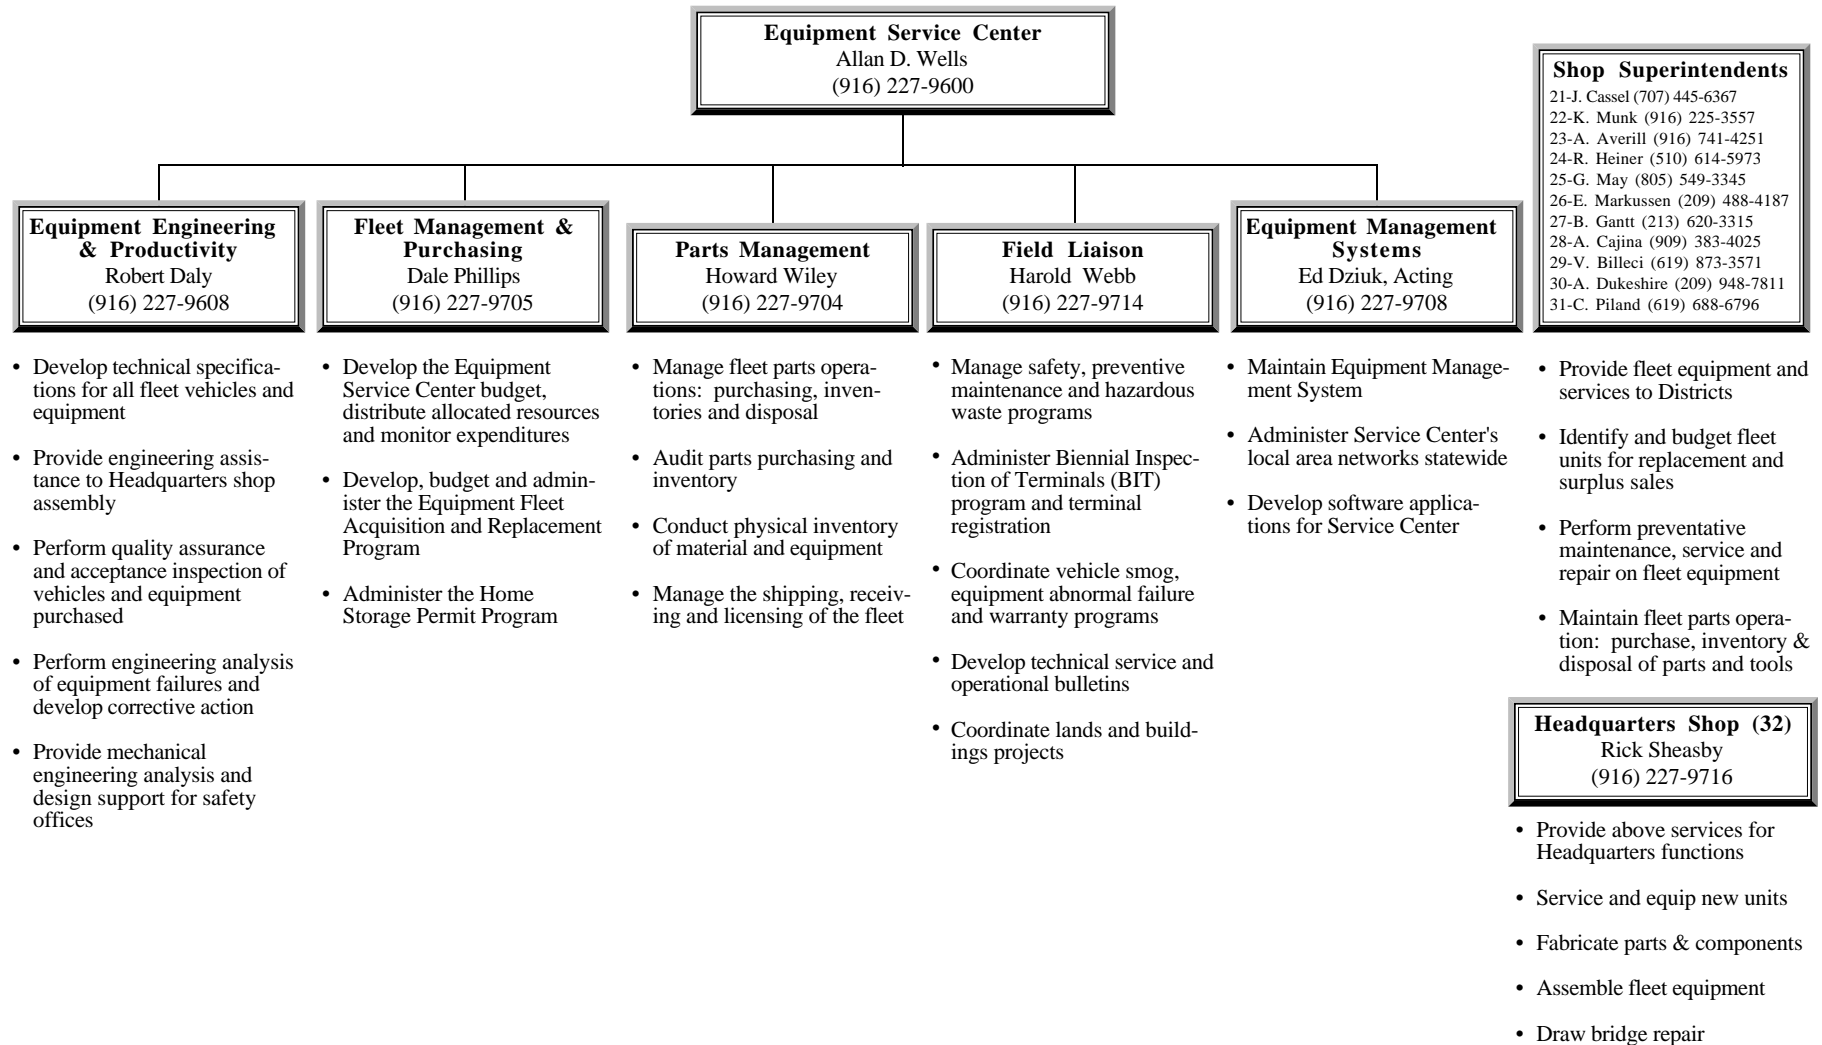 Equipment Service Center
Allan D. Wells
(916) 227-9600
Equipment Engineering
& Productivity
Robert Daly
(916) 227-9608
• Develop technical specifica-
tions for all fleet vehicles and
equipment
• Provide engineering assis-
tance to Headquarters shop
assembly
• Perform quality assurance
and acceptance inspection of
vehicles and equipment
purchased
• Perform engineering analysis
of equipment failures and
develop corrective action
• Provide mechanical
engineering analysis and
design support for safety
offices
Fleet Management &
Purchasing
Dale Phillips
(916) 227-9705
• Develop the Equipment
Service Center budget,
distribute allocated resources
and monitor expenditures
• Develop, budget and admin-
ister the Equipment Fleet
Acquisition and Replacement
Program
• Administer the Home
Storage Permit Program
Parts Management
Howard Wiley
(916) 227-9704
• Manage fleet parts opera-
tions: purchasing, inven-
tories and disposal
• Audit parts purchasing and
inventory
• Conduct physical inventory
of material and equipment
• Manage the shipping, receiv-
ing and licensing of the fleet
Field Liaison
Harold Webb
(916) 227-9714
• Manage safety, preventive
maintenance and hazardous
waste programs
• Administer Biennial Inspec-
tion of Terminals (BIT)
program and terminal
registration
• Coordinate vehicle smog,
equipment abnormal failure
and warranty programs
• Develop technical service and
operational bulletins
• Coordinate lands and build-
ings projects
Equipment Management
Systems
Ed Dziuk, Acting
(916) 227-9708
• Maintain Equipment Manage-
ment System
• Administer Service Center's
local area networks statewide
• Develop software applica-
tions for Service Center
Shop Superintendents
21-J. Cassel (707) 445-6367
22-K. Munk (916) 225-3557
23-A. Averill (916) 741-4251
24-R. Heiner (510) 614-5973
25-G. May (805) 549-3345
26-E. Markussen (209) 488-4187
27-B. Gantt (213) 620-3315
28-A. Cajina (909) 383-4025
29-V. Billeci (619) 873-3571
30-A. Dukeshire (209) 948-7811
31-C. Piland (619) 688-6796
• Provide fleet equipment and
services to Districts
• Identify and budget fleet
units for replacement and
surplus sales
• Perform preventative
maintenance, service and
repair on fleet equipment
• Maintain fleet parts opera-
tion: purchase, inventory &
disposal of parts and tools
Headquarters Shop (32)
Rick Sheasby
(916) 227-9716
• Provide above services for
Headquarters functions
• Service and equip new units
• Fabricate parts & components
• Assemble fleet equipment
• Draw bridge repair